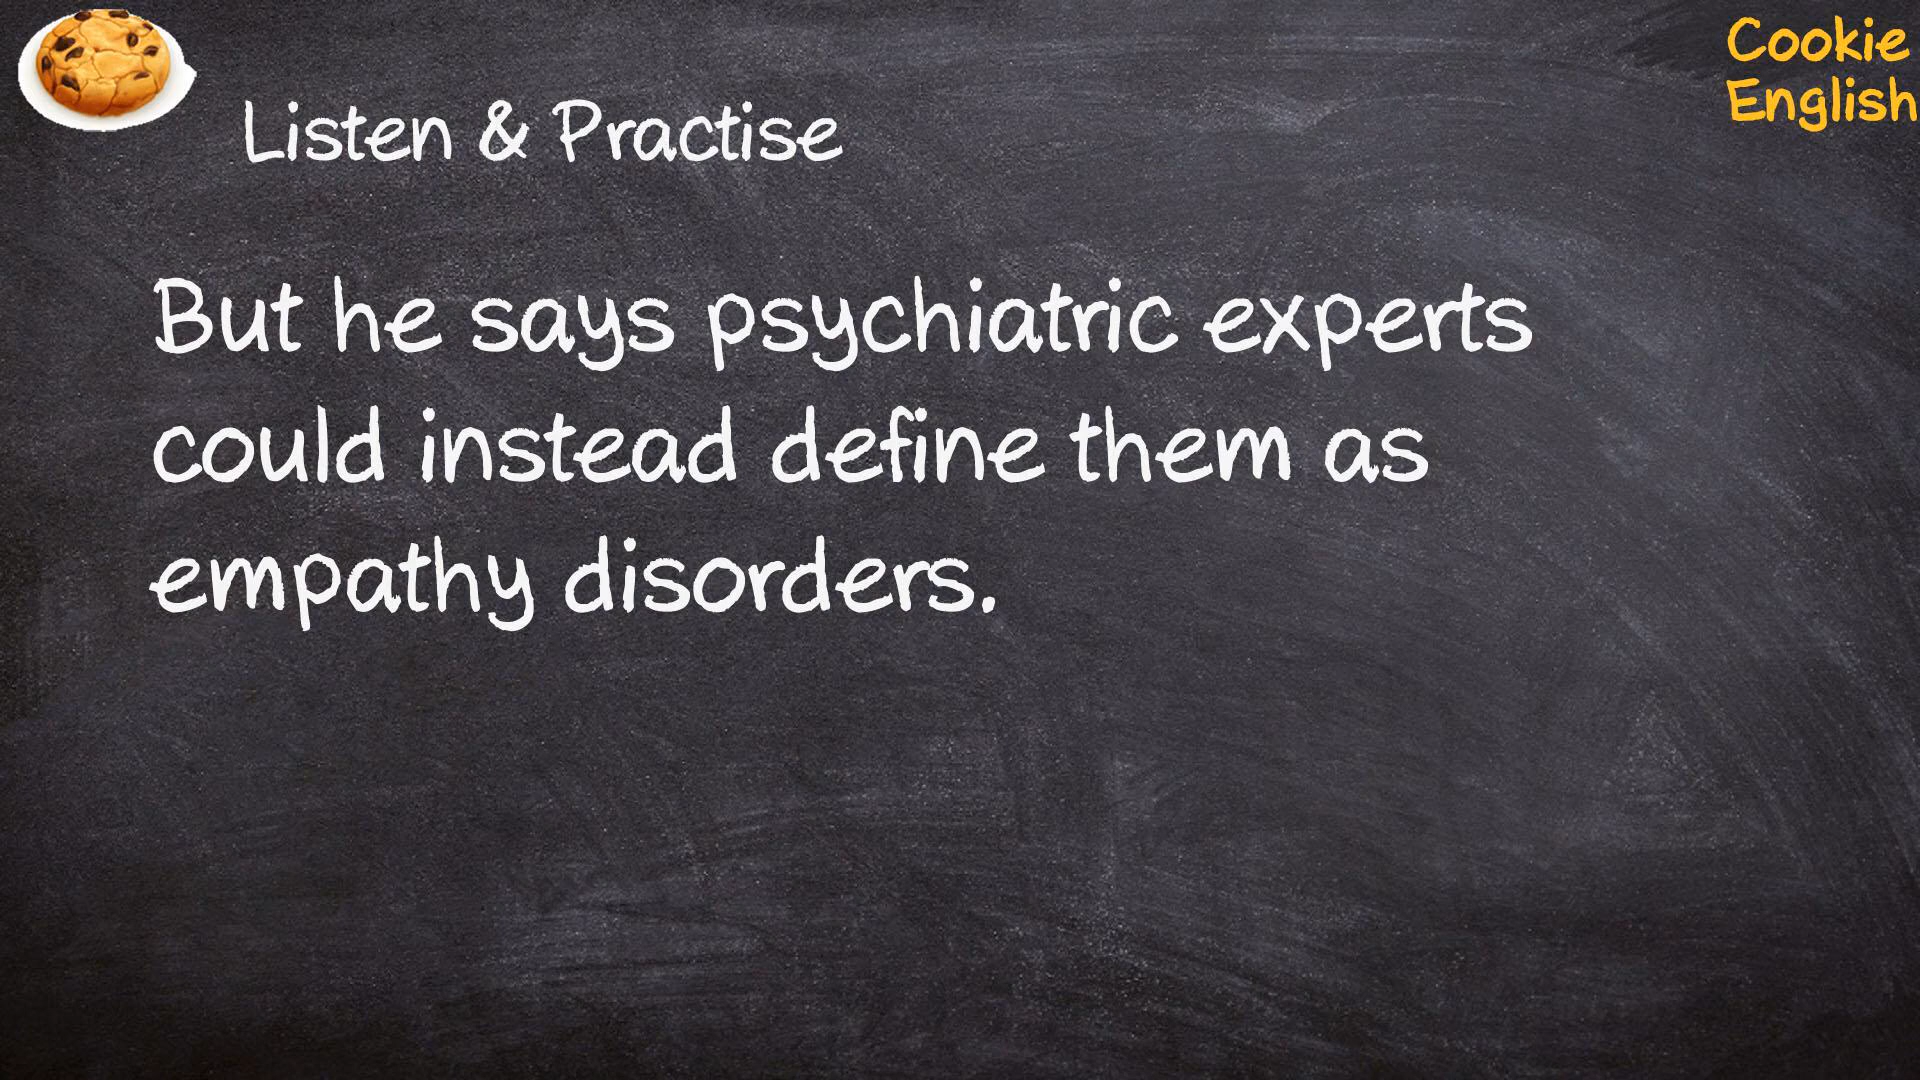 Cookie
English
Listen & Practise
But he says psychiatric experts
could instead define them as
empathy disorders.